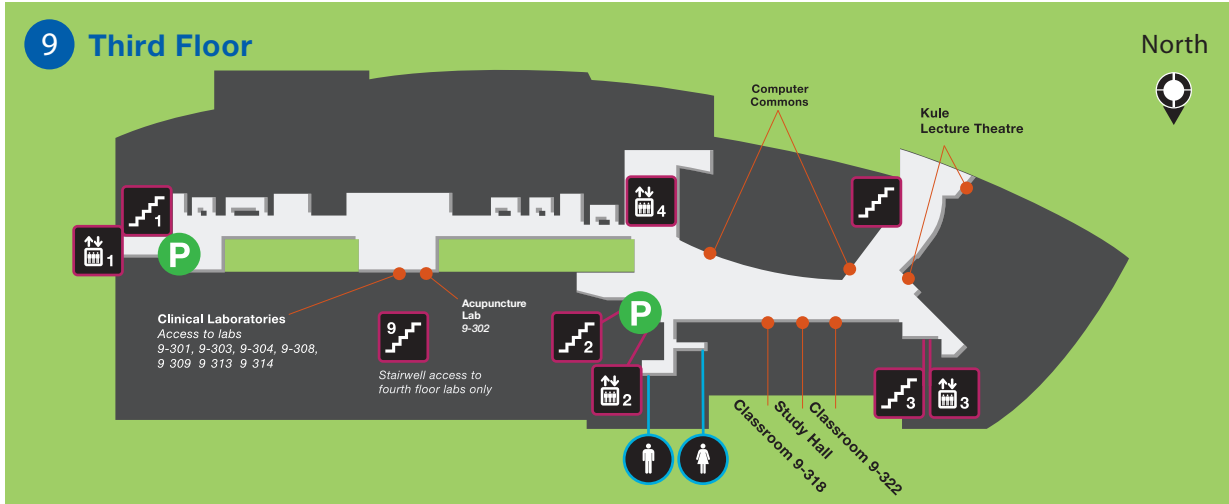 9 Third Floor
North
Computer
Commons
Kule
Lecture Theatre
1
4
1
P
P
Clinical Laboratories
Access to labs
9-301, 9-303, 9-304, 9-308,
9 309 9 313 9 314
Acupuncture
Lab
9-302
9
Stairwell access to
fourth floor labs only
2
2
3
3
Classroom 9-318
Study Hall
Classroom 9-322